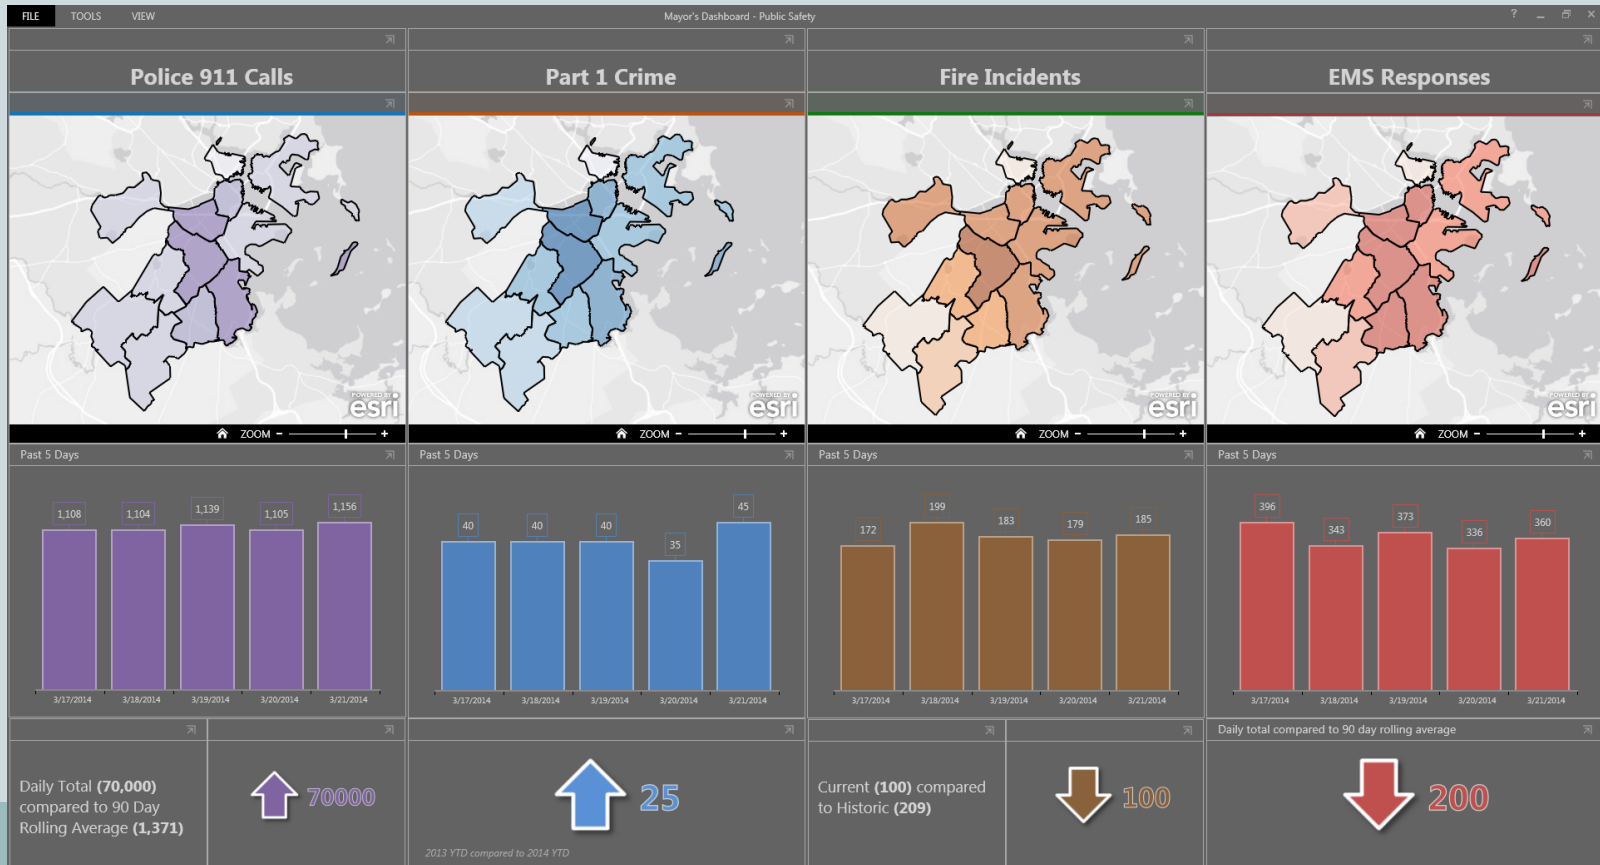 FILE TOOLS VIEW Mayor's Dashboard - Public Safety ?
Police 911 Calls
Part 1 Crime
Fire Incidents
EMS Responses
POWERED BY
esri
POWERED BY
esri
POWERED BY
esri
POWERED BY
esri
ZOOM - +
ZOOM - +
ZOOM - +
ZOOM - +
Past 5 Days
1,108 1,104 1,139 1,105 1,156
3/17/2014 3/18/2014 3/19/2014 3/20/2014 3/21/2014
Past 5 Days
40 40 40 35 45
3/17/2014 3/18/2014 3/19/2014 3/20/2014 3/21/2014
Past 5 Days
172 199 183 179 185
3/17/2014 3/18/2014 3/19/2014 3/20/2014 3/21/2014
Past 5 Days
396 343 373 336 360
3/17/2014 3/18/2014 3/19/2014 3/20/2014 3/21/2014
Daily Total (70,000)
compared to 90 Day
Rolling Average (1,371)
70000
25
2013 YTD compared to 2014 YTD
Current (100) compared
to Historic (209)
100
Daily total compared to 90 day rolling average
200